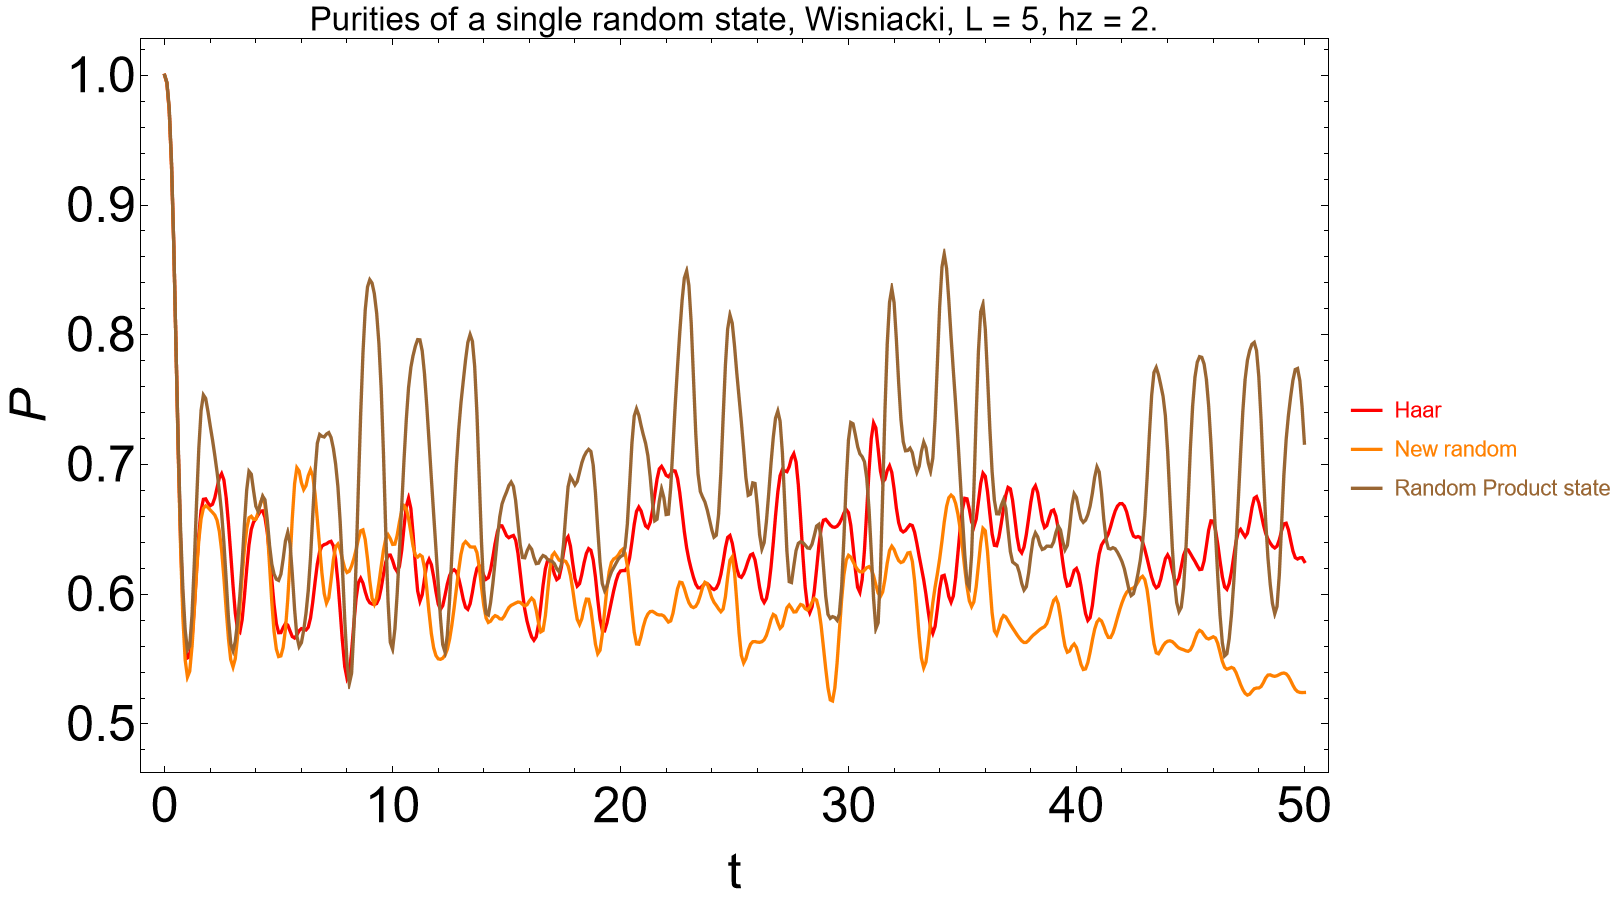 Purities of a single random state, Wisniacki, L = 5, hz = 2.
1.0
0.9
0.8
0.7
0.6
0.5
P
0 10 20 30 40 50
t
Haar
New random
Random Product state